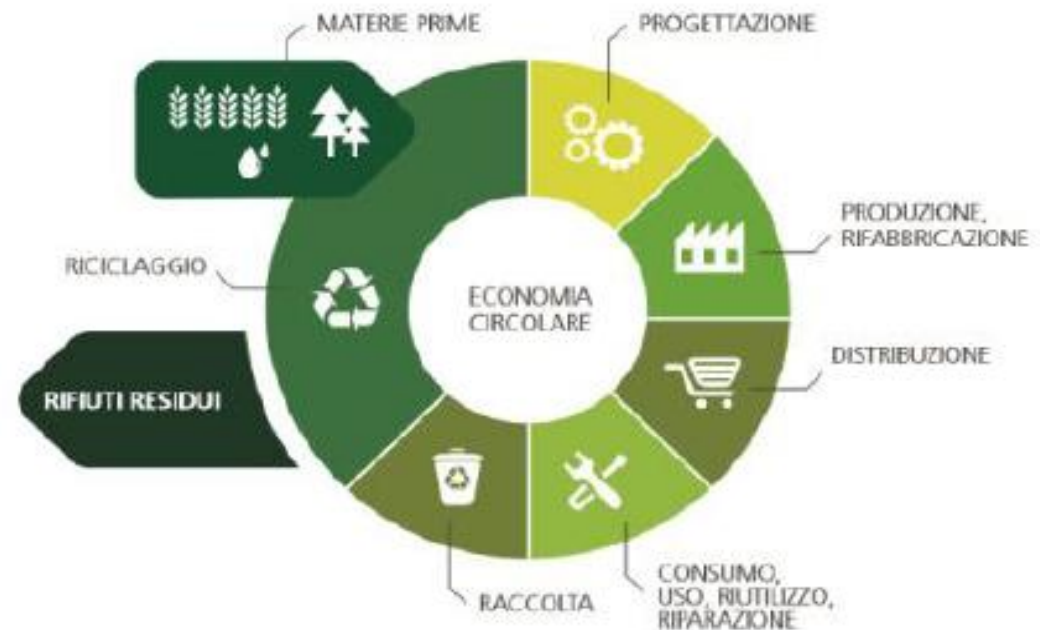 MATERIE PRIME
PROGETTAZIONE
PRODUZIONE,
RIFABBRICAZIONE
RICICLAGGIO
ECONOMIA
CIRCOLARE
DISTRIBUZIONE
RIFIUTI RESIDUI
RACCOLTA
CONSUMO,
USO, RIUTILIZZO,
RIPARAZIONE